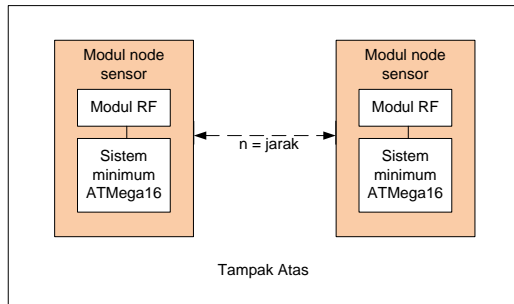 Modul node
sensor
Modul RF
Sistem
minimum
ATMega16
n = jarak
Modul node
sensor
Modul RF
Sistem
minimum
ATMega16
Tampak Atas